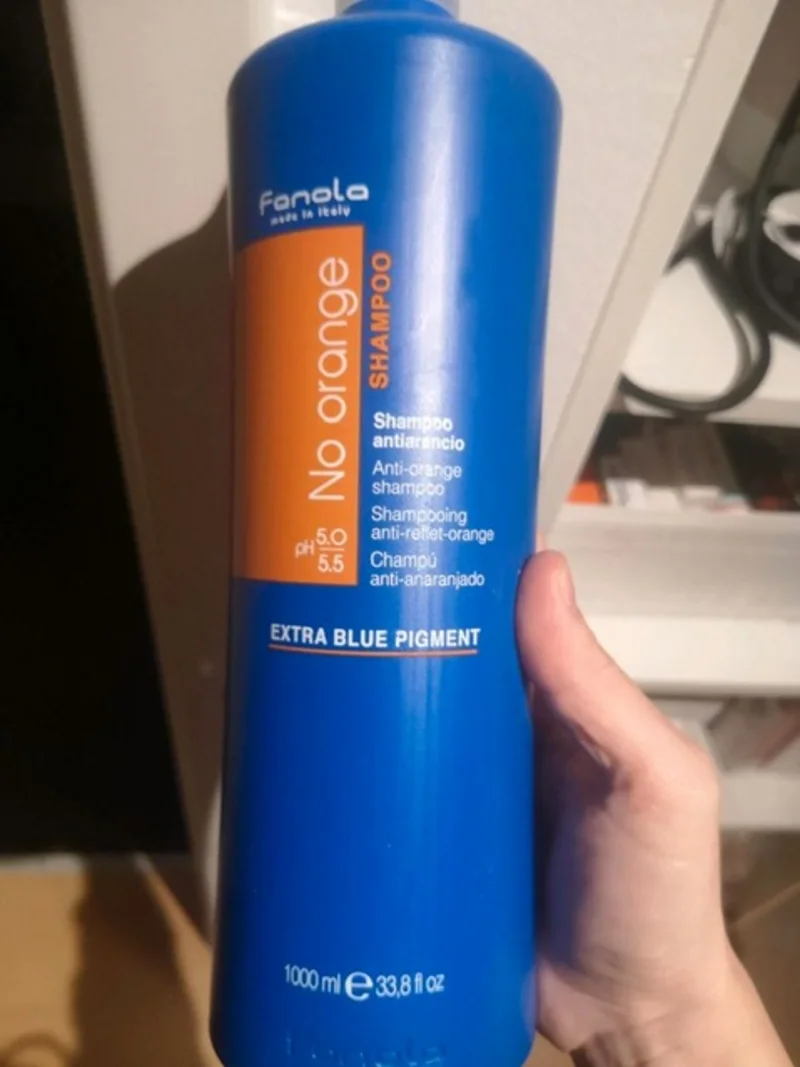 Fanola
made in Italy
No orange
SHAMPOO
pH 5.0
5.5
Shampoo
antiarancio
Anti-orange
shampoo
Shampooing
anti-reflet-orange
Champú
anti-anaranjado
EXTRA BLUE PIGMENT
1000 ml e 33,8 fl oz
Fanola